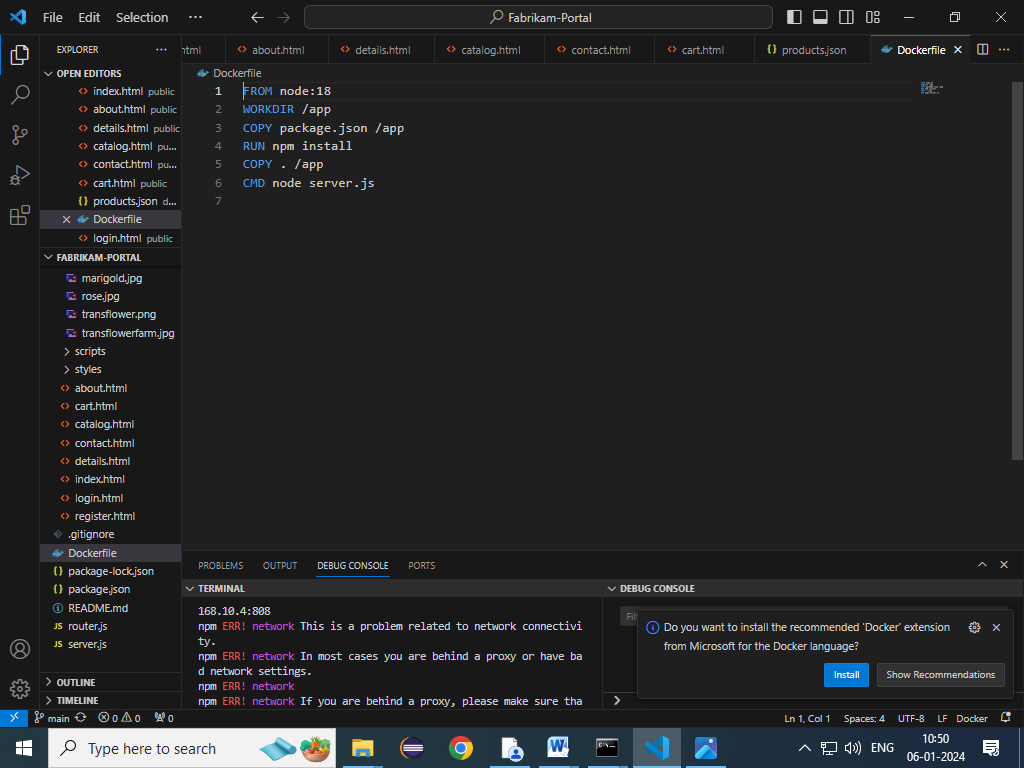 File Edit Selection ···
Fabrikam-Portal
EXPLORER ···
html
about.html
details.html
catalog.html
contact.html
cart.html
products.json
Dockerfile
OPEN EDITORS
index.html public
about.html public
details.html public
catalog.html pu...
contact.html pu...
cart.html public
products.json d...
Dockerfile
login.html public
FABRIKAM-PORTAL
marigold.jpg
rose.jpg
transflower.png
transflowerfarm.jpg
scripts
styles
about.html
cart.html
catalog.html
contact.html
details.html
index.html
login.html
register.html
.gitignore
Dockerfile
package-lock.json
package.json
README.md
JS router.js
JS server.js
OUTLINE
TIMELINE
Dockerfile
1 FROM node:18
2 WORKDIR /app
3 COPY package.json /app
4 RUN npm install
5 COPY . /app
6 CMD node server.js
7
PROBLEMS OUTPUT DEBUG CONSOLE PORTS
TERMINAL
168.10.4:808
npm ERR! network This is a problem related to network connectivi
ty.
npm ERR! network In most cases you are behind a proxy or have ba
d network settings.
npm ERR! network
npm ERR! network If you are behind a proxy, please make sure tha
DEBUG CONSOLE
Do you want to install the recommended 'Docker' extension
from Microsoft for the Docker language?
Install
Show Recommendations
main 0 0 0
Ln 1, Col 1 Spaces: 4 UTF-8 LF Docker
Type here to search
ENG
10:50
06-01-2024